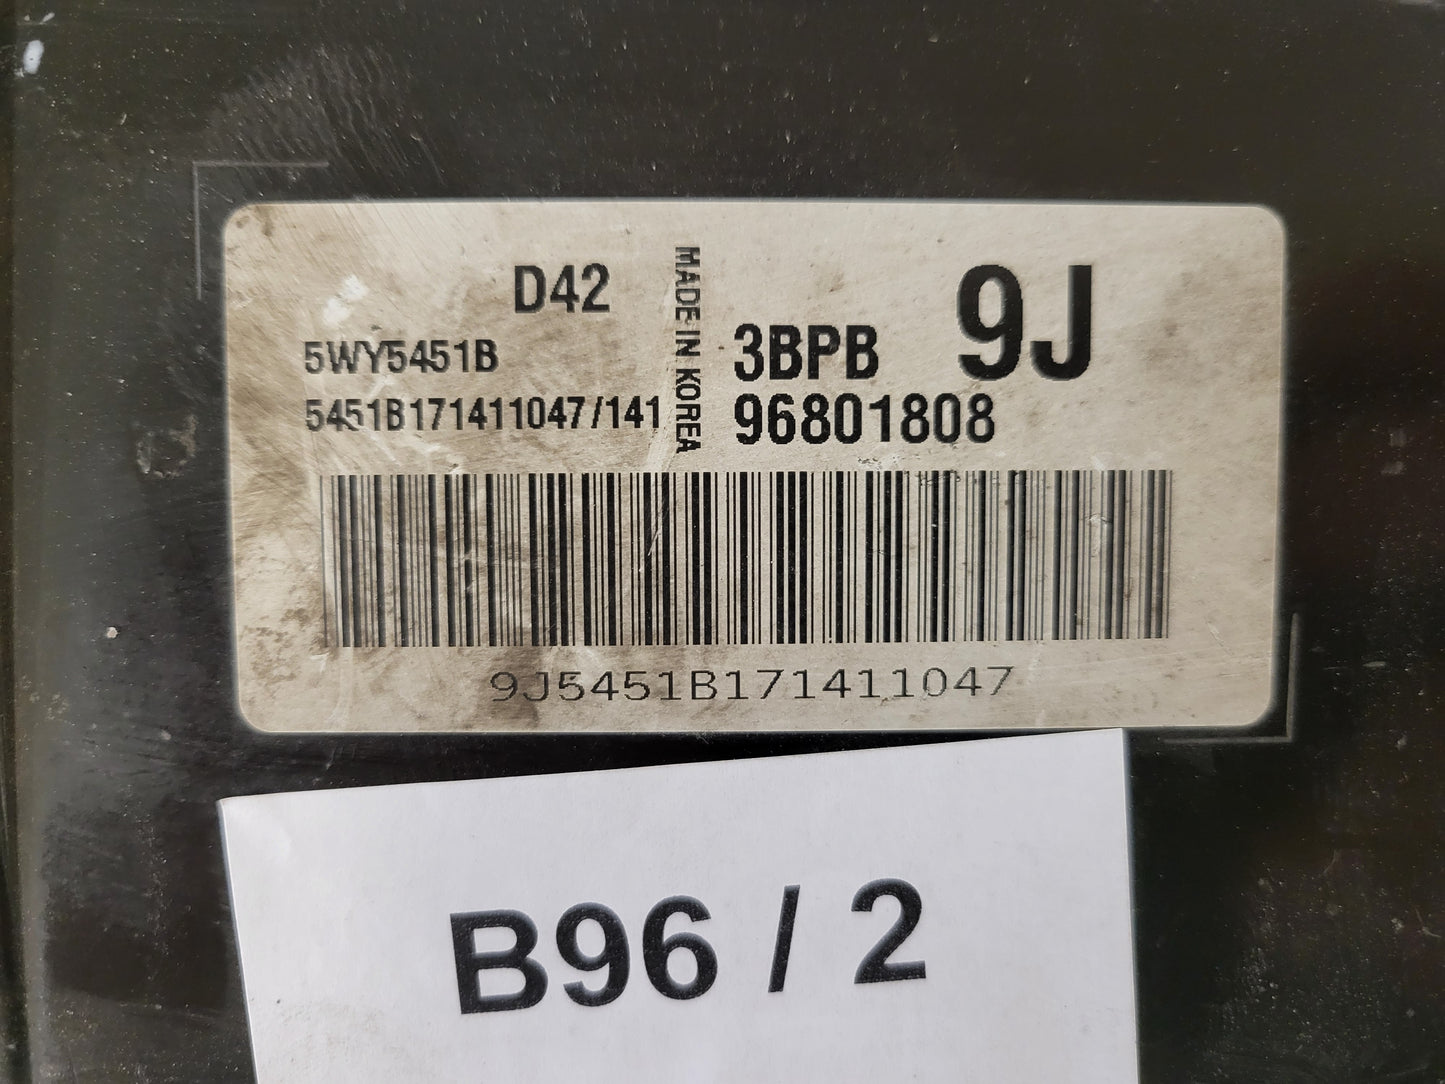 D42
5WY5451B
5451B171411047/141
MADE IN KOREA
3BPB
9J
96801808
9J5451B171411047
B96 / 2